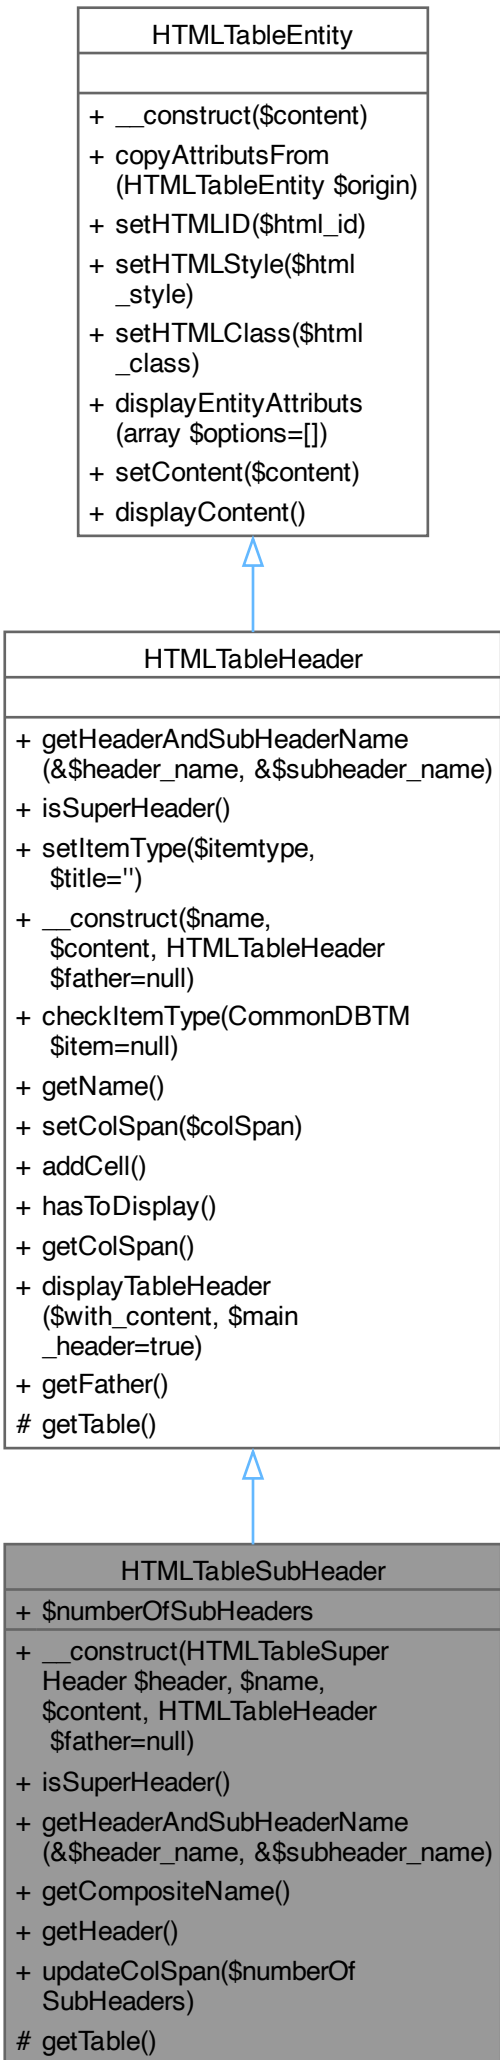 HTMLTableEntity
+ __construct($content)
+ copyAttributsFrom
(HTMLTableEntity $origin)
+ setHTMLID($html_id)
+ setHTMLStyle($html
_style)
+ setHTMLClass($html
_class)
+ displayEntityAttributs
(array $options=[])
+ setContent($content)
+ displayContent()
HTMLTableHeader
+ getHeaderAndSubHeaderName
(&$header_name, &$subheader_name)
+ isSuperHeader()
+ setItemType($itemtype,
$title='')
+ __construct($name,
$content, HTMLTableHeader
$father=null)
+ checkItemType(CommonDBTM
$item=null)
+ getName()
+ setColSpan($colSpan)
+ addCell()
+ hasToDisplay()
+ getColSpan()
+ displayTableHeader
($with_content, $main
_header=true)
+ getFather()
# getTable()
HTMLTableSubHeader
+ $numberOfSubHeaders
+ __construct(HTMLTableSuper
Header $header, $name,
$content, HTMLTableHeader
$father=null)
+ isSuperHeader()
+ getHeaderAndSubHeaderName
(&$header_name, &$subheader_name)
+ getCompositeName()
+ getHeader()
+ updateColSpan($numberOf
SubHeaders)
# getTable()